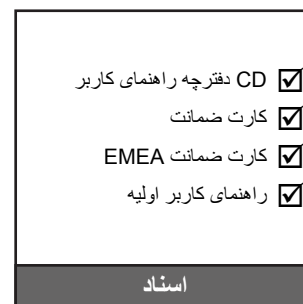 ☑ CD دفترچه راهنمای کاربر
☑ کارت ضمانت
☑ کارت ضمانت EMEA
☑ راهنمای کاربر اولیه
اسناد